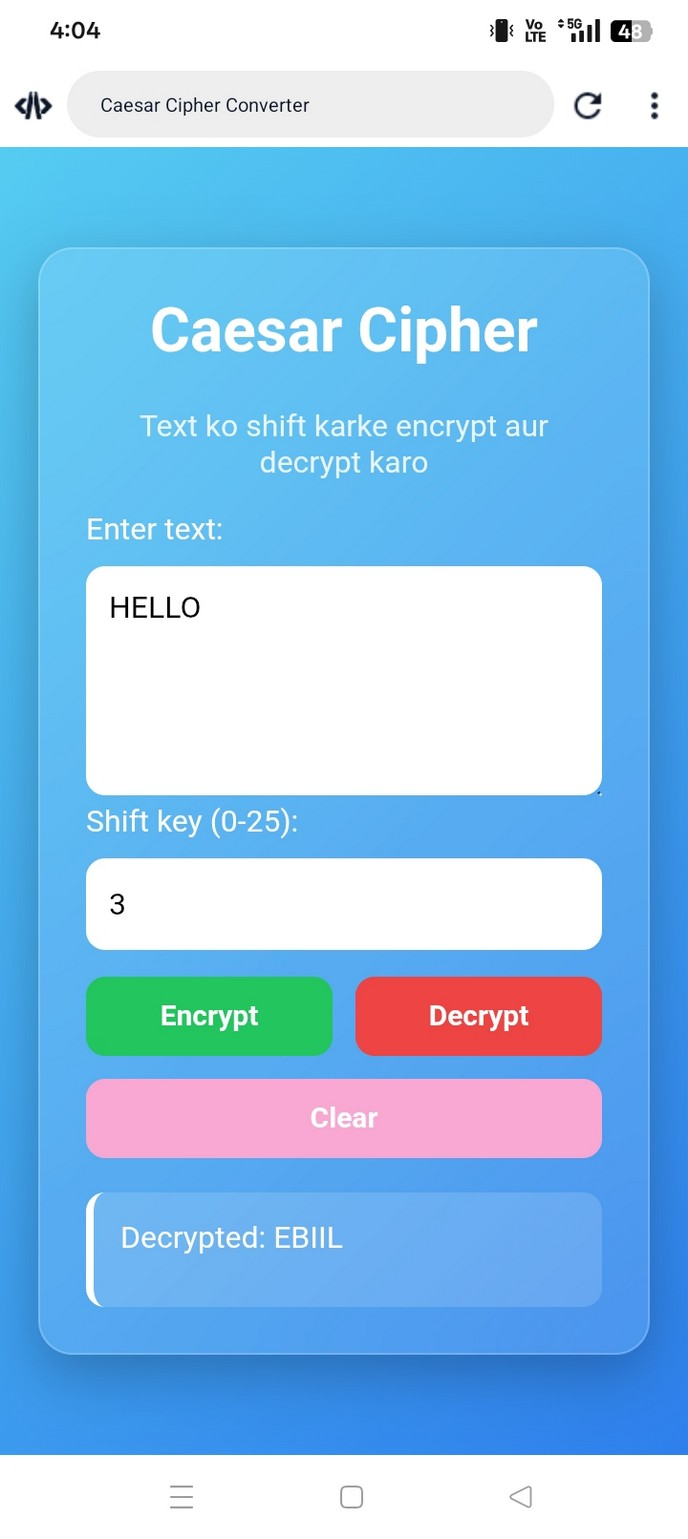 4:04
Vo
LTE
5G
48
Caesar Cipher Converter
Caesar Cipher
Text ko shift karke encrypt aur
decrypt karo
Enter text:
HELLO
Shift key (0-25):
3
Encrypt
Decrypt
Clear
Decrypted: EBIIL